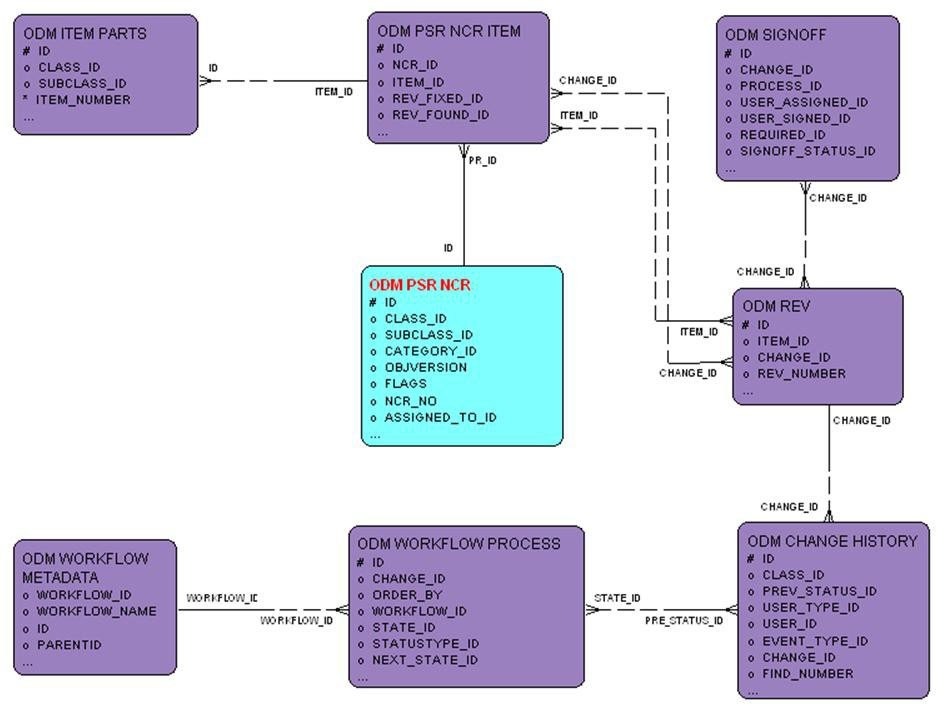 ODM ITEM PARTS
# ID
o CLASS_ID
o SUBCLASS_ID
* ITEM_NUMBER
...
ID
ITEM_ID
ODM PSR NCR ITEM
# ID
o NCR_ID
o ITEM_ID
o REV_FIXED_ID
o REV_FOUND_ID
...
CHANGE_ID
ITEM_ID
PR_ID
ID
ODM SIGNOFF
# ID
o CHANGE_ID
o PROCESS_ID
o USER_ASSIGNED_ID
o USER_SIGNED_ID
o REQUIRED_ID
o SIGNOFF_STATUS_ID
...
CHANGE_ID
CHANGE_ID
ODM PSR NCR
# ID
o CLASS_ID
o SUBCLASS_ID
o CATEGORY_ID
o OBJVERSION
o FLAGS
o NCR_NO
o ASSIGNED_TO_ID
...
ITEM_ID
CHANGE_ID
ODM REV
# ID
o ITEM_ID
o CHANGE_ID
o REV_NUMBER
...
CHANGE_ID
CHANGE_ID
ODM WORKFLOW
METADATA
o WORKFLOW_ID
o WORKFLOW_NAME
o ID
o PARENTID
...
WORKFLOW_ID
WORKFLOW_ID
ODM WORKFLOW PROCESS
# ID
o CHANGE_ID
o ORDER_BY
o WORKFLOW_ID
o STATE_ID
o STATUSTYPE_ID
o NEXT_STATE_ID
...
STATE_ID
PRE_STATUS_ID
ODM CHANGE HISTORY
# ID
o CLASS_ID
o PREV_STATUS_ID
o USER_TYPE_ID
o USER_ID
o EVENT_TYPE_ID
o CHANGE_ID
o FIND_NUMBER
...